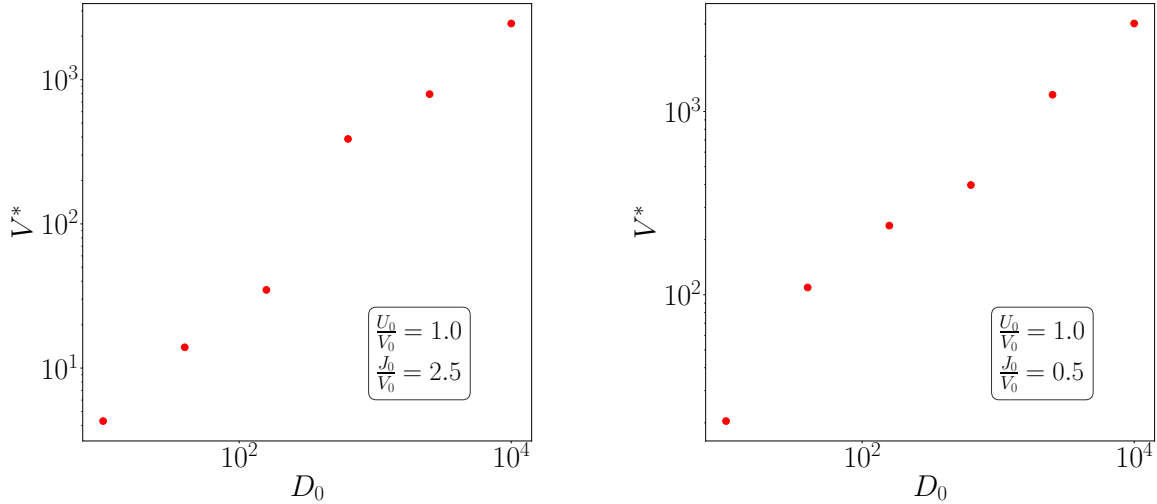 10^3
10^2
10^1
V^*
10^2
10^4
D_0
U_0/V_0 = 1.0
J_0/V_0 = 2.5
10^3
10^2
V^*
10^2
10^4
D_0
U_0/V_0 = 1.0
J_0/V_0 = 0.5